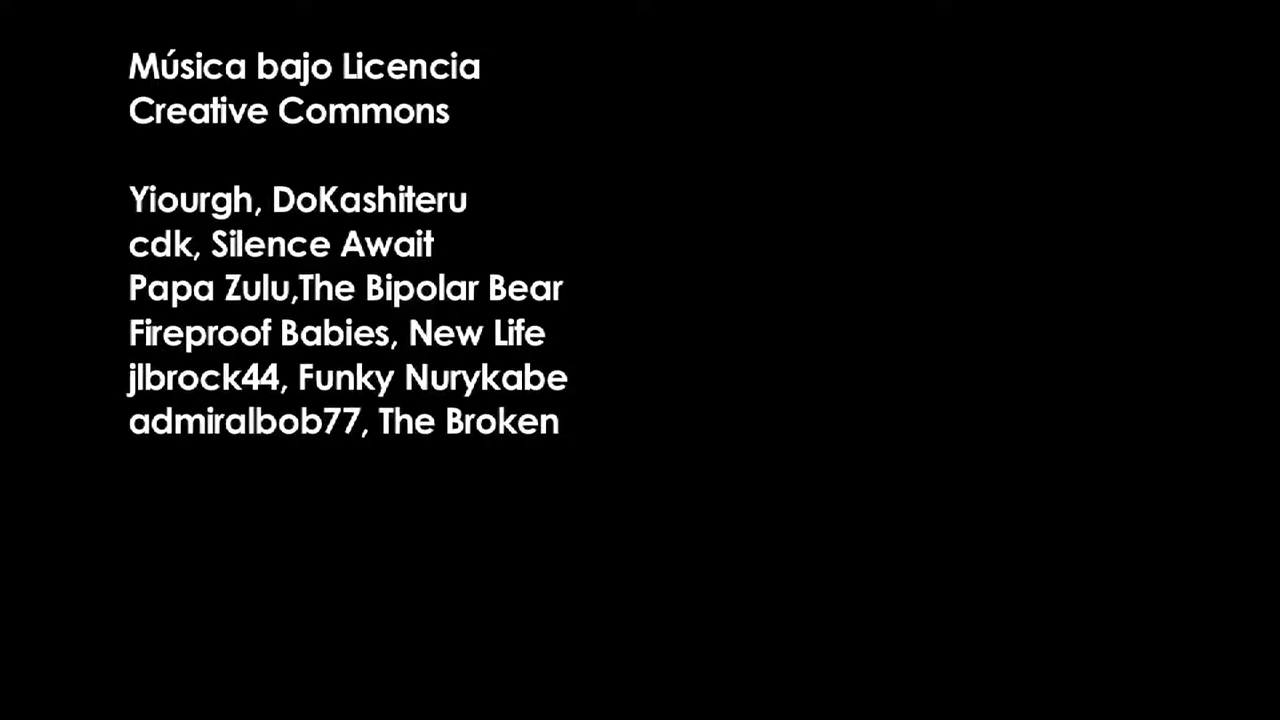 Música bajo Licencia
Creative Commons
Yiourgh, DoKashiteru
cdk, Silence Await
Papa Zulu,The Bipolar Bear
Fireproof Babies, New Life
jlbrock44, Funky Nurykabe
admiralbob77, The Broken